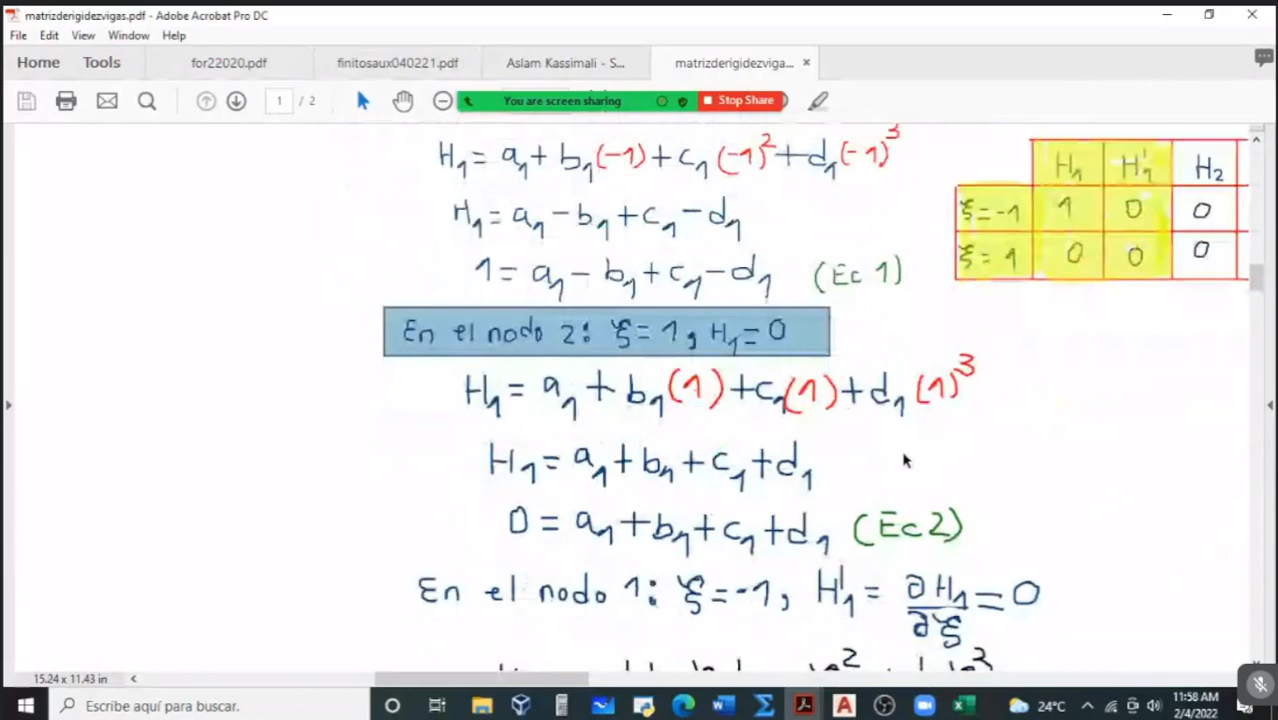 matrizderigidezvigas.pdf - Adobe Acrobat Pro DC
File Edit View Window Help
Home Tools for22020.pdf finitosaux040221.pdf Aslam Kassimali - S... matrizderigidezviga... ×
1 / 2 You are screen sharing Stop Share
H₁ = a₁ + b₁(-1) + c₁(-1)² + d₁(-1)³
H₁ = a₁ - b₁ + c₁ - d₁
1 = a₁ - b₁ + c₁ - d₁ (Ec 1)
H₁ H₁' H₂
ξ = -1 1 0 0
ξ = 1 0 0 0
En el nodo 2: ξ = 1, H₁ = 0
H₁ = a₁ + b₁(1) + c₁(1) + d₁(1)³
H₁ = a₁ + b₁ + c₁ + d₁
0 = a₁ + b₁ + c₁ + d₁ (Ec 2)
En el nodo 1: ξ = -1, H₁' = ∂H₁/∂ξ = 0
15.24 x 11.43 in
Escribe aquí para buscar. 24°C 11:58 AM
2/4/2022